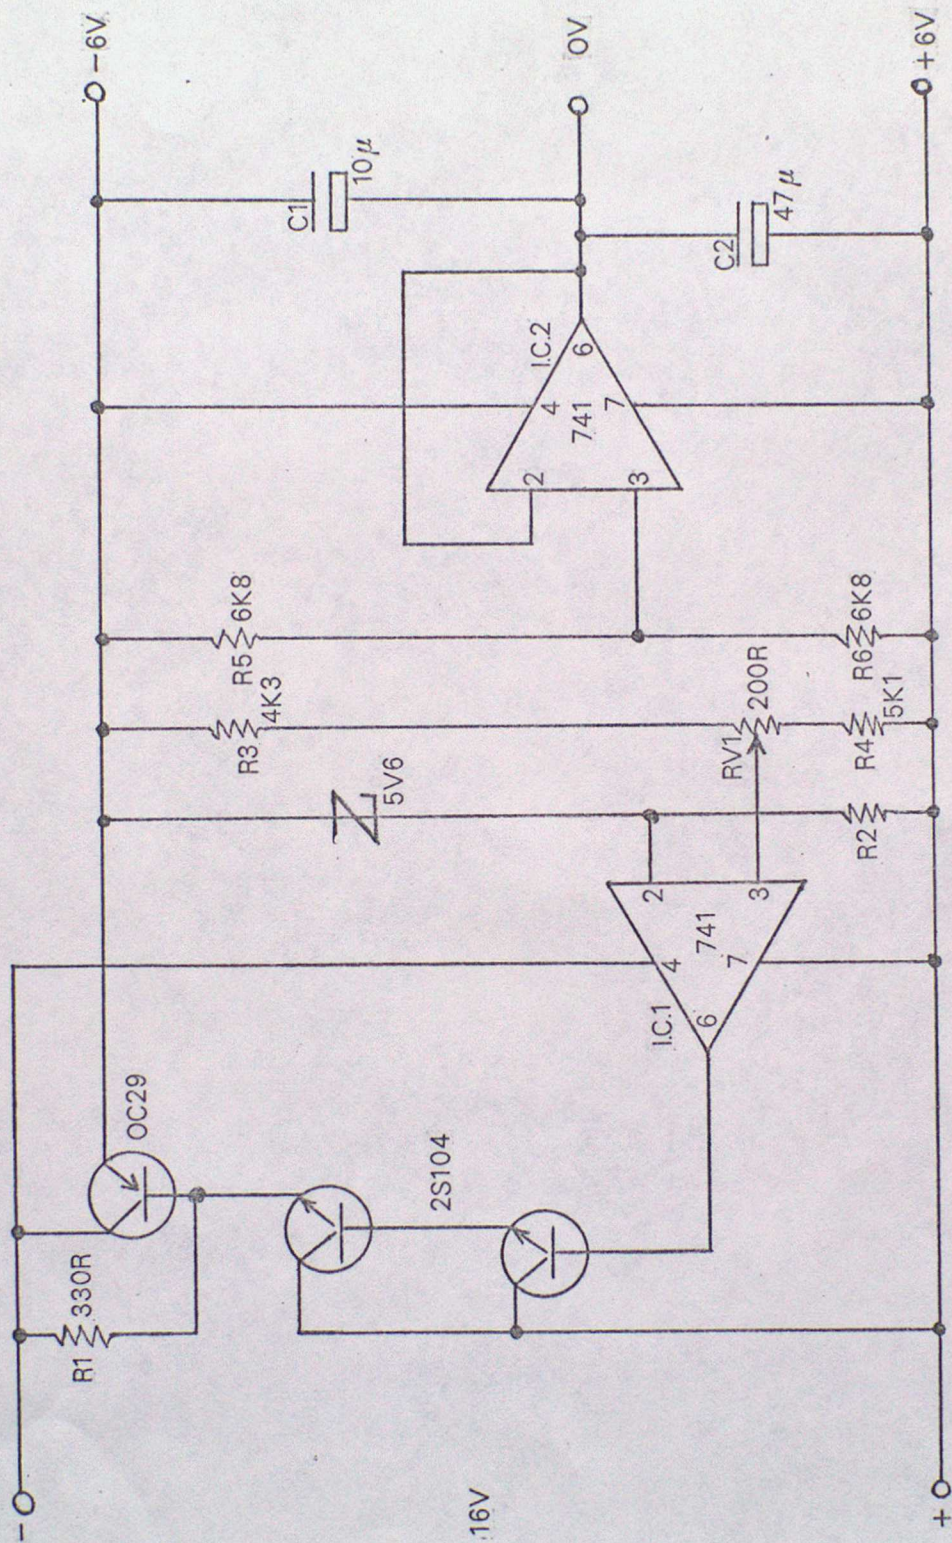 −6V
0V
+6V
C1
10µ
C2
47µ
I.C.2
741
2
3
4
6
7
R5
6K8
R6
6K8
R3
4K3
RV1
200R
R4
5K1
5V6
R2
I.C.1
741
2
3
4
6
7
OC29
2S104
R1
330R
−
16V
+